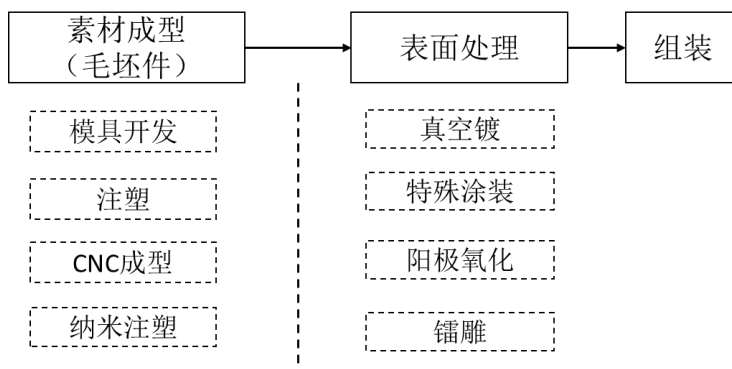 素材成型
（毛坯件）
表面处理
组装
模具开发
注塑
CNC成型
纳米注塑
真空镀
特殊涂装
阳极氧化
镭雕